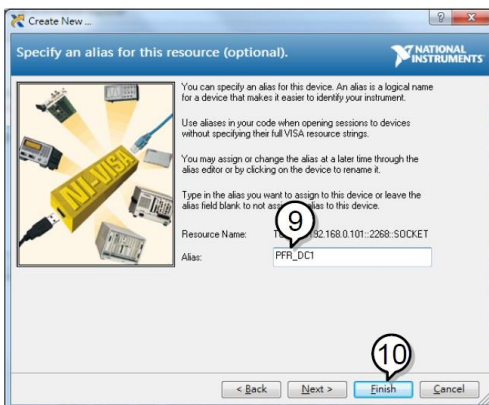 Create New ...
Specify an alias for this resource (optional).
NATIONAL
INSTRUMENTS
You can specify an alias for this device. An alias is a logical name
for a device that makes it easier to identify your instrument.
Use aliases in your code when opening sessions to devices
without specifying their full VISA resource strings.
You may assign or change the alias at a later time through the
alias editor or by clicking on the device to rename it.
Type in the alias you want to assign to this device or leave the
alias field blank to not alias to this device.
NI-VISA
9
Resource Name: 92.168.0.101::2268::SOCKET
Alias: PFR_DC1
10
< Back Next > Finish Cancel